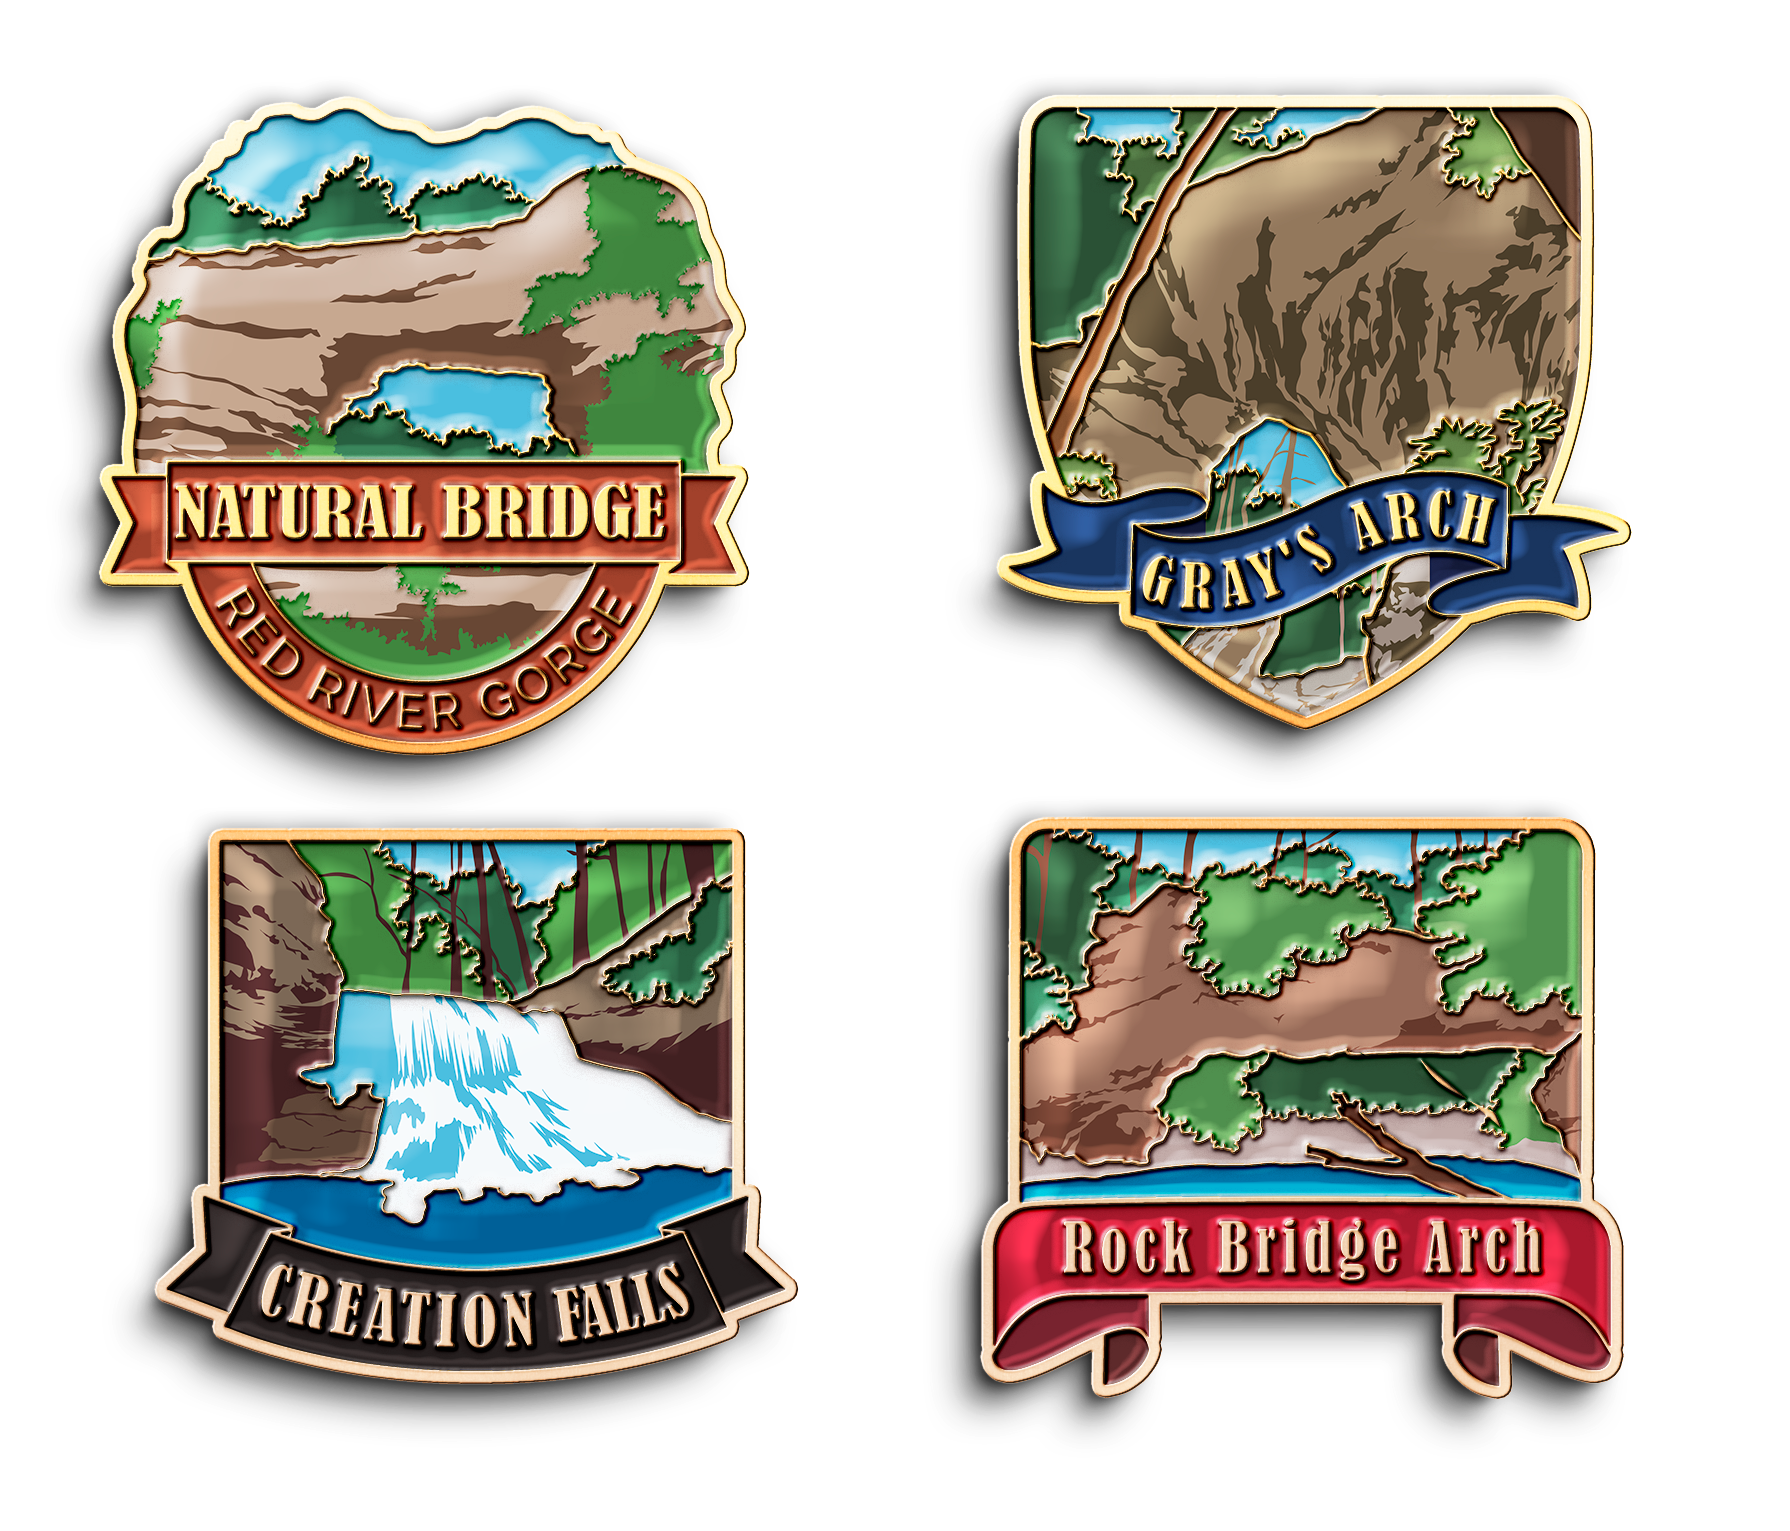 NATURAL BRIDGE
RED RIVER GORGE
GRAY'S ARCH
CREATION FALLS
Rock Bridge Arch